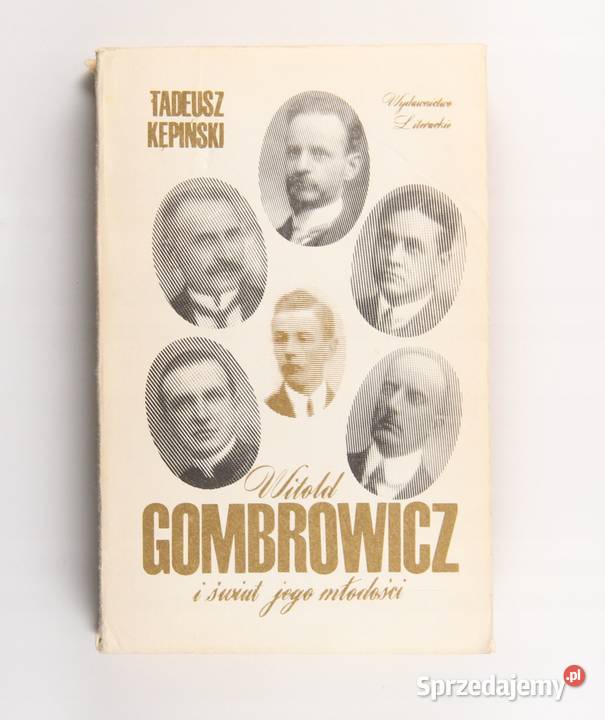 TADEUSZ
KĘPIŃSKI
Wydawnictwo
Literackie
Witold
GOMBROWICZ
i świat jego młodości
Sprzedajemy.pl